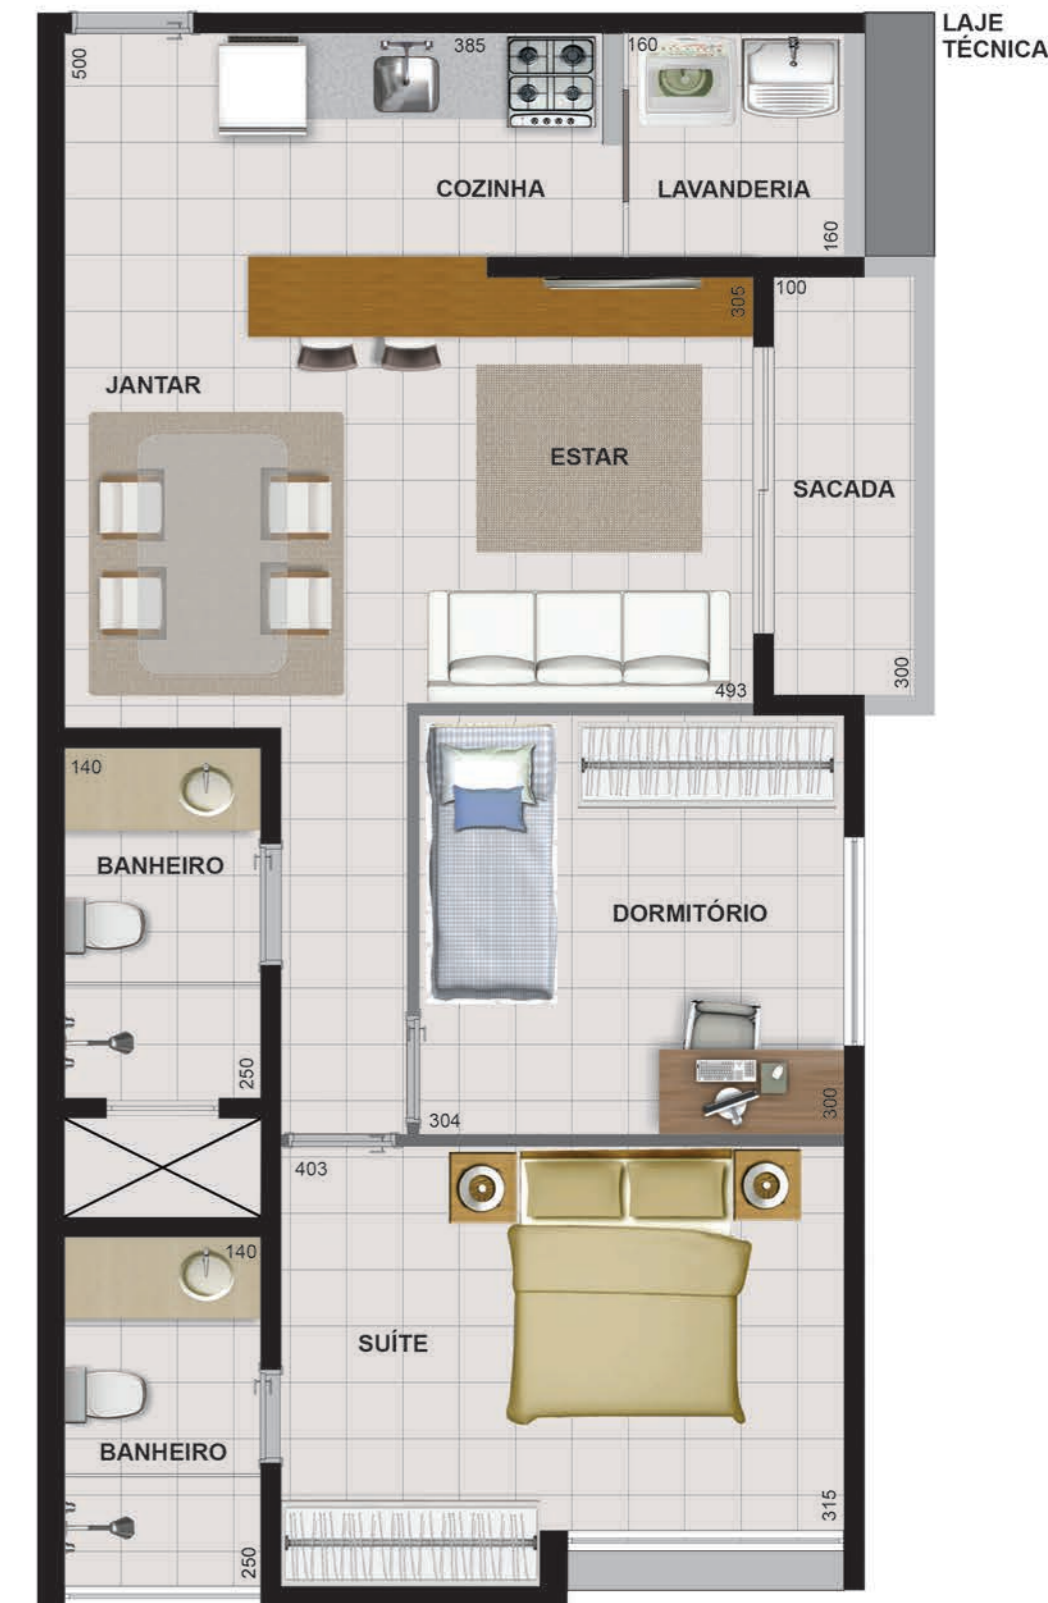 LAJE
TÉCNICA
500
385
160
COZINHA
LAVANDERIA
160
305
100
JANTAR
ESTAR
SACADA
300
493
140
BANHEIRO
DORMITÓRIO
250
304
300
403
140
SUÍTE
BANHEIRO
315
250